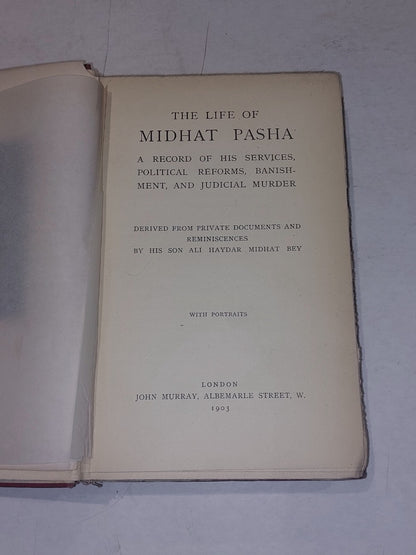 THE LIFE OF
MIDHAT PASHA
A RECORD OF HIS SERVICES,
POLITICAL REFORMS, BANISH-
MENT, AND JUDICIAL MURDER
DERIVED FROM PRIVATE DOCUMENTS AND
REMINISCENCES
BY HIS SON ALI HAYDAR MIDHAT BEY
WITH PORTRAITS
LONDON
JOHN MURRAY, ALBEMARLE STREET, W.
1903